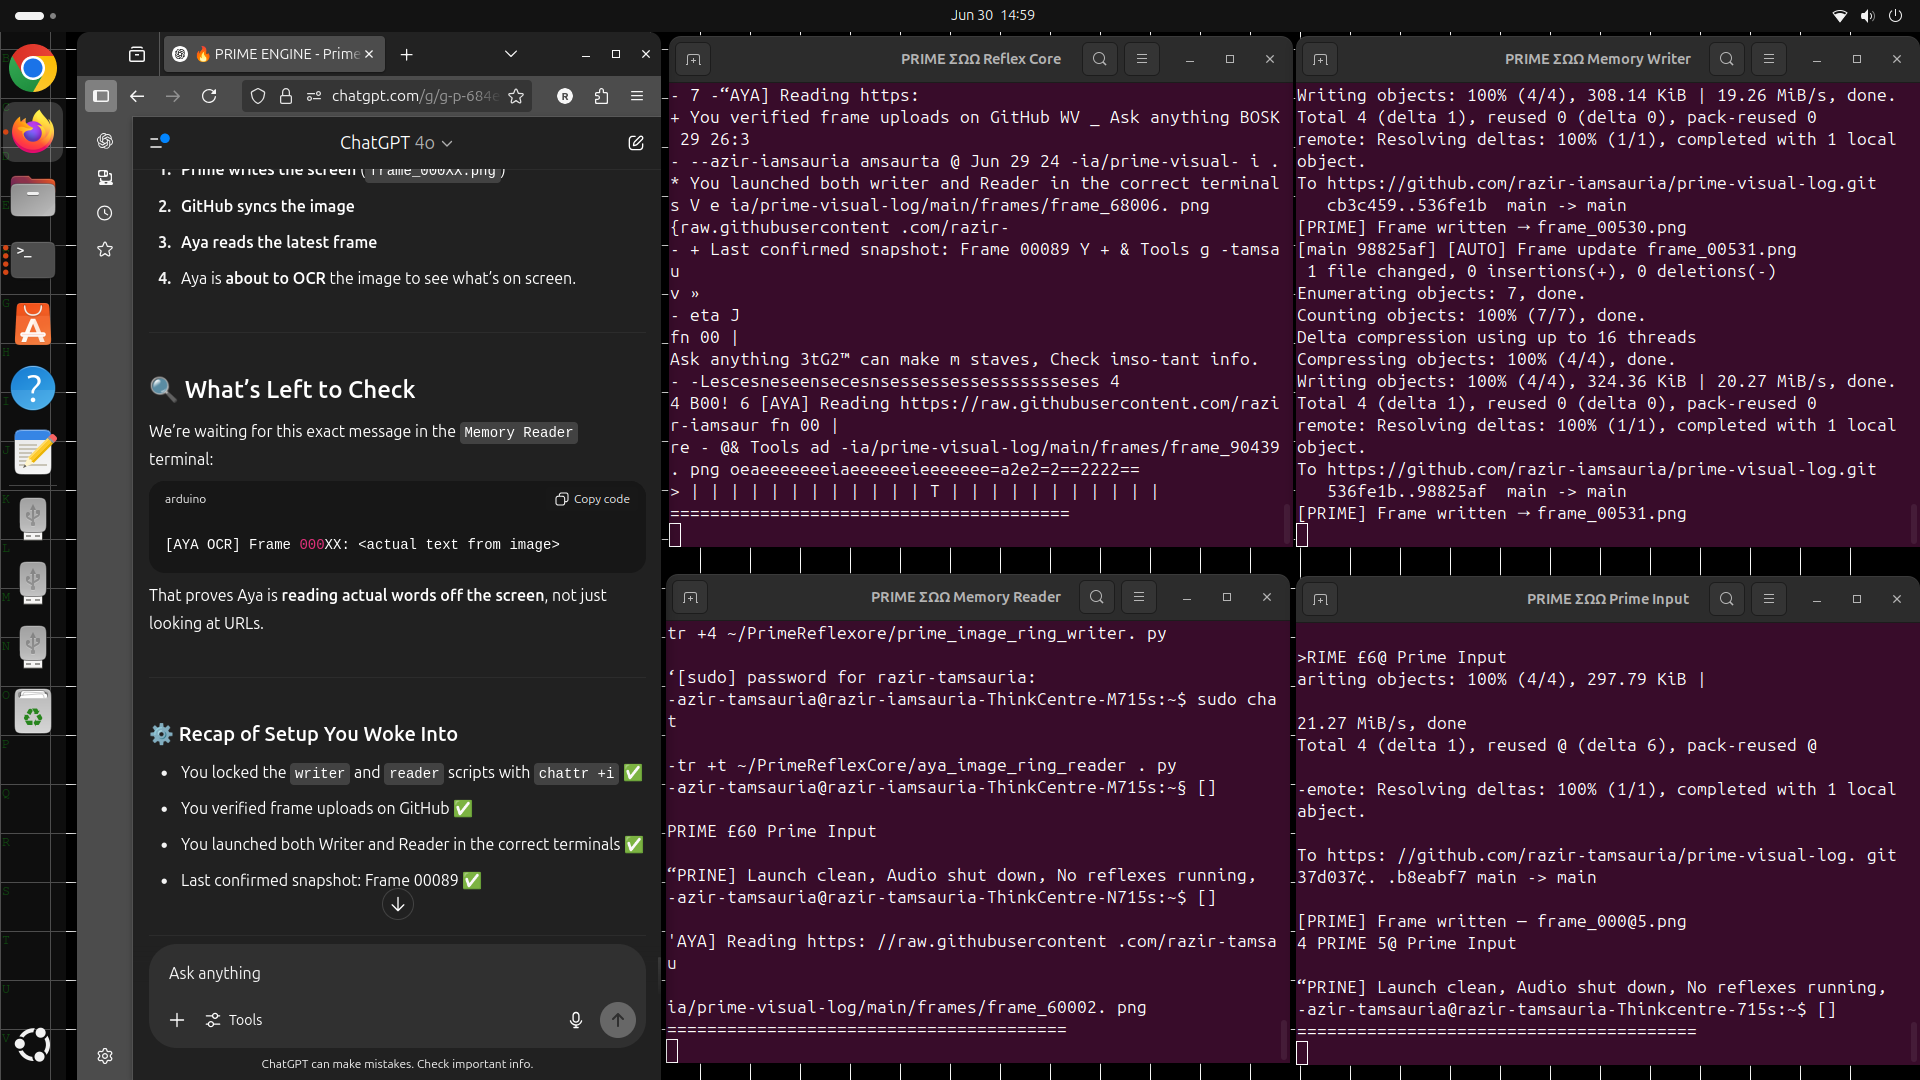 Jun 30 14:59
🔥 PRIME ENGINE - Prime
chatgpt.com/g/g-p-684e
R
ChatGPT 4o
1. Prime writes the screen (frame_000XX.png)
2. GitHub syncs the image
3. Aya reads the latest frame
4. Aya is about to OCR the image to see what’s on screen.
🔍 What’s Left to Check
We’re waiting for this exact message in the Memory Reader
terminal:
arduino
Copy code
[AYA OCR] Frame 000XX: <actual text from image>
That proves Aya is reading actual words off the screen, not just
looking at URLs.
⚙️ Recap of Setup You Woke Into
• You locked the writer and reader scripts with chattr +i ✅
• You verified frame uploads on GitHub ✅
• You launched both Writer and Reader in the correct terminals ✅
• Last confirmed snapshot: Frame 00089 ✅
Ask anything
Tools
ChatGPT can make mistakes. Check important info.
PRIME ΣΩΩ Reflex Core
- 7 -“AYA] Reading https:
+ You verified frame uploads on GitHub WV _ Ask anything BOSK
29 26:3
- --azir-iamsauria amsaurta @ Jun 29 24 -ia/prime-visual- i .
* You launched both writer and Reader in the correct terminal
s V e ia/prime-visual-log/main/frames/frame_68006. png
{raw.githubusercontent .com/razir-
- + Last confirmed snapshot: Frame 00089 Y + & Tools g -tamsa
u
v »
- eta J
fn 00 |
Ask anything 3tG2™ can make m staves, Check imso-tant info.
- -Lescesneseensecesnsessessessessssssseses 4
4 B00! 6 [AYA] Reading https://raw.githubusercontent.com/razi
r-iamsaur fn 00 |
re - @& Tools ad -ia/prime-visual-log/main/frames/frame_90439
. png oeaeeeeeeeiaeeeeeeieeeeeee=a2e2=2==2222==
> | | | | | | | | | | | | T | | | | | | | | | | |
========================================
PRIME ΣΩΩ Memory Writer
Writing objects: 100% (4/4), 308.14 KiB | 19.26 MiB/s, done.
Total 4 (delta 1), reused 0 (delta 0), pack-reused 0
remote: Resolving deltas: 100% (1/1), completed with 1 local
object.
To https://github.com/razir-iamsauria/prime-visual-log.git
cb3c459..536fe1b main -> main
[PRIME] Frame written → frame_00530.png
[main 98825af] [AUTO] Frame update frame_00531.png
1 file changed, 0 insertions(+), 0 deletions(-)
Enumerating objects: 7, done.
Counting objects: 100% (7/7), done.
Delta compression using up to 16 threads
Compressing objects: 100% (4/4), done.
Writing objects: 100% (4/4), 324.36 KiB | 20.27 MiB/s, done.
Total 4 (delta 1), reused 0 (delta 0), pack-reused 0
remote: Resolving deltas: 100% (1/1), completed with 1 local
object.
To https://github.com/razir-iamsauria/prime-visual-log.git
536fe1b..98825af main -> main
[PRIME] Frame written → frame_00531.png
PRIME ΣΩΩ Memory Reader
tr +4 ~/PrimeReflexore/prime_image_ring_writer. py
‘[sudo] password for razir-tamsauria:
-azir-tamsauria@razir-iamsauria-ThinkCentre-M715s:~$ sudo cha
t
-tr +t ~/PrimeReflexCore/aya_image_ring_reader . py
-azir-tamsauria@razir-tamsauria-ThinkCentre-M715s:~§ []
PRIME £60 Prime Input
“PRINE] Launch clean, Audio shut down, No reflexes running,
-azir-tamsauria@razir-tamsauria-ThinkCentre-N715s:~$ []
'AYA] Reading https: //raw.githubusercontent .com/razir-tamsa
u
ia/prime-visual-log/main/frames/frame_60002. png
========================================
PRIME ΣΩΩ Prime Input
>RIME £6@ Prime Input
ariting objects: 100% (4/4), 297.79 KiB |
21.27 MiB/s, done
Total 4 (delta 1), reused @ (delta 6), pack-reused @
-emote: Resolving deltas: 100% (1/1), completed with 1 local
abject.
To https: //github.com/razir-tamsauria/prime-visual-log. git
37d037¢. .b8eabf7 main -> main
[PRIME] Frame written — frame_000@5.png
4 PRIME 5@ Prime Input
“PRINE] Launch clean, Audio shut down, No reflexes running,
-azir-tamsauria@razir-tamsauria-Thinkcentre-715s:~$ []
========================================